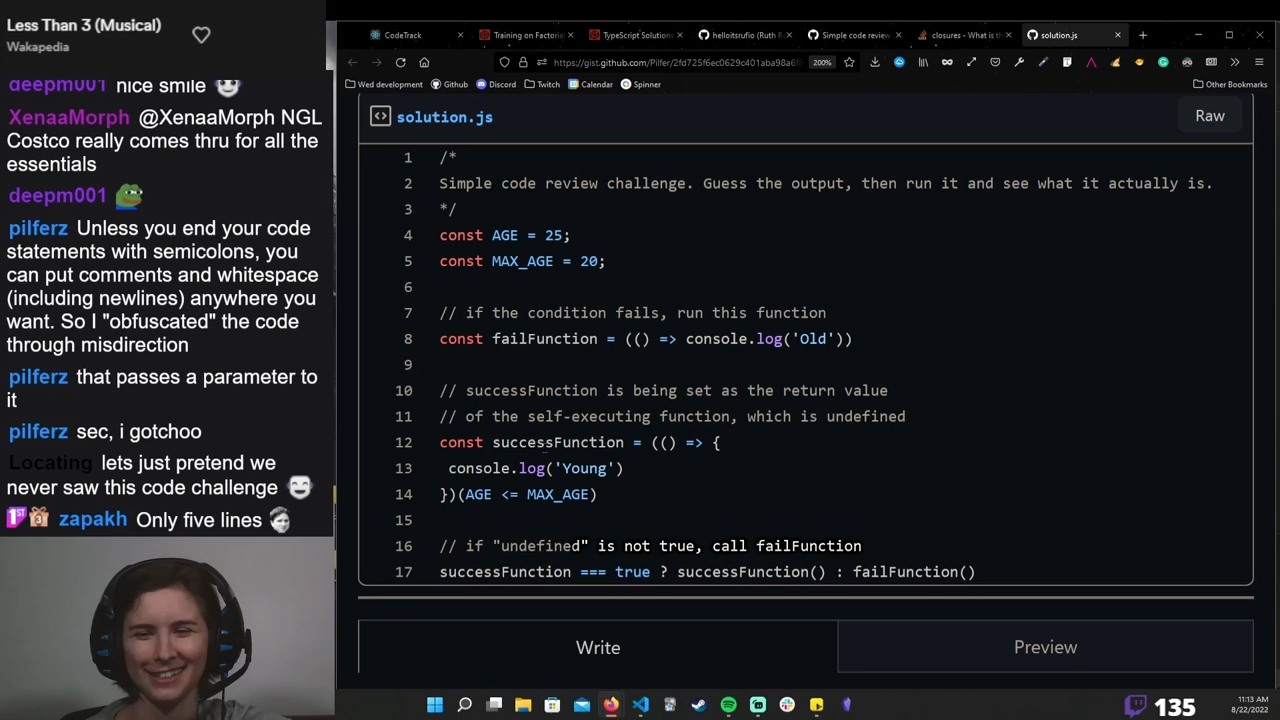 Less Than 3 (Musical)
Wakapedia
deepm001 nice smile
XenaaMorph @XenaaMorph NGL
Costco really comes thru for all the
essentials
deepm001
pilferz Unless you end your code
statements with semicolons, you
can put comments and whitespace
(including newlines) anywhere you
want. So I "obfuscated" the code
through misdirection
pilferz that passes a parameter to
it
pilferz sec, i gotchoo
Locating lets just pretend we
never saw this code challenge
1ST 3 zapakh Only five lines
CodeTrack
Training on Factoria
TypeScript Solutions
helloitsrufio (Ruth R
Simple code review
closures - What is th
solution.js
https://gist.github.com/Pilfer/2fd725f6ec0629c401aba98a6f
200%
Wed development
Github
Discord
Twitch
Calendar
Spinner
Other Bookmarks
solution.js
Raw
1 /*
2 Simple code review challenge. Guess the output, then run it and see what it actually is.
3 */
4 const AGE = 25;
5 const MAX_AGE = 20;
6
7 // if the condition fails, run this function
8 const failFunction = (() => console.log('Old'))
9
10 // successFunction is being set as the return value
11 // of the self-executing function, which is undefined
12 const successFunction = (() => {
13 console.log('Young')
14 })(AGE <= MAX_AGE)
15
16 // if "undefined" is not true, call failFunction
17 successFunction === true ? successFunction() : failFunction()
Write
Preview
11:13 AM
8/22/2022
135